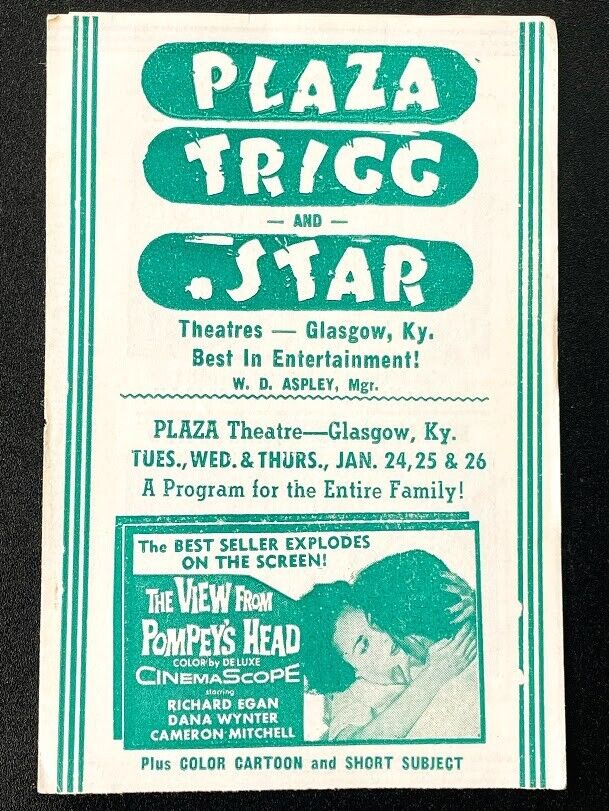 PLAZA
TRIGG
— AND —
.STAR
Theatres — Glasgow, Ky.
Best In Entertainment!
W. D. ASPLEY, Mgr.
PLAZA Theatre—Glasgow, Ky.
TUES., WED. & THURS., JAN. 24, 25 & 26
A Program for the Entire Family!
The BEST SELLER EXPLODES
ON THE SCREEN!
THE VIEW FROM
POMPEY'S HEAD
COLOR by DE LUXE
CINEMASCOPE
starring
RICHARD EGAN
DANA WYNTER
CAMERON MITCHELL
Plus COLOR CARTOON and SHORT SUBJECT